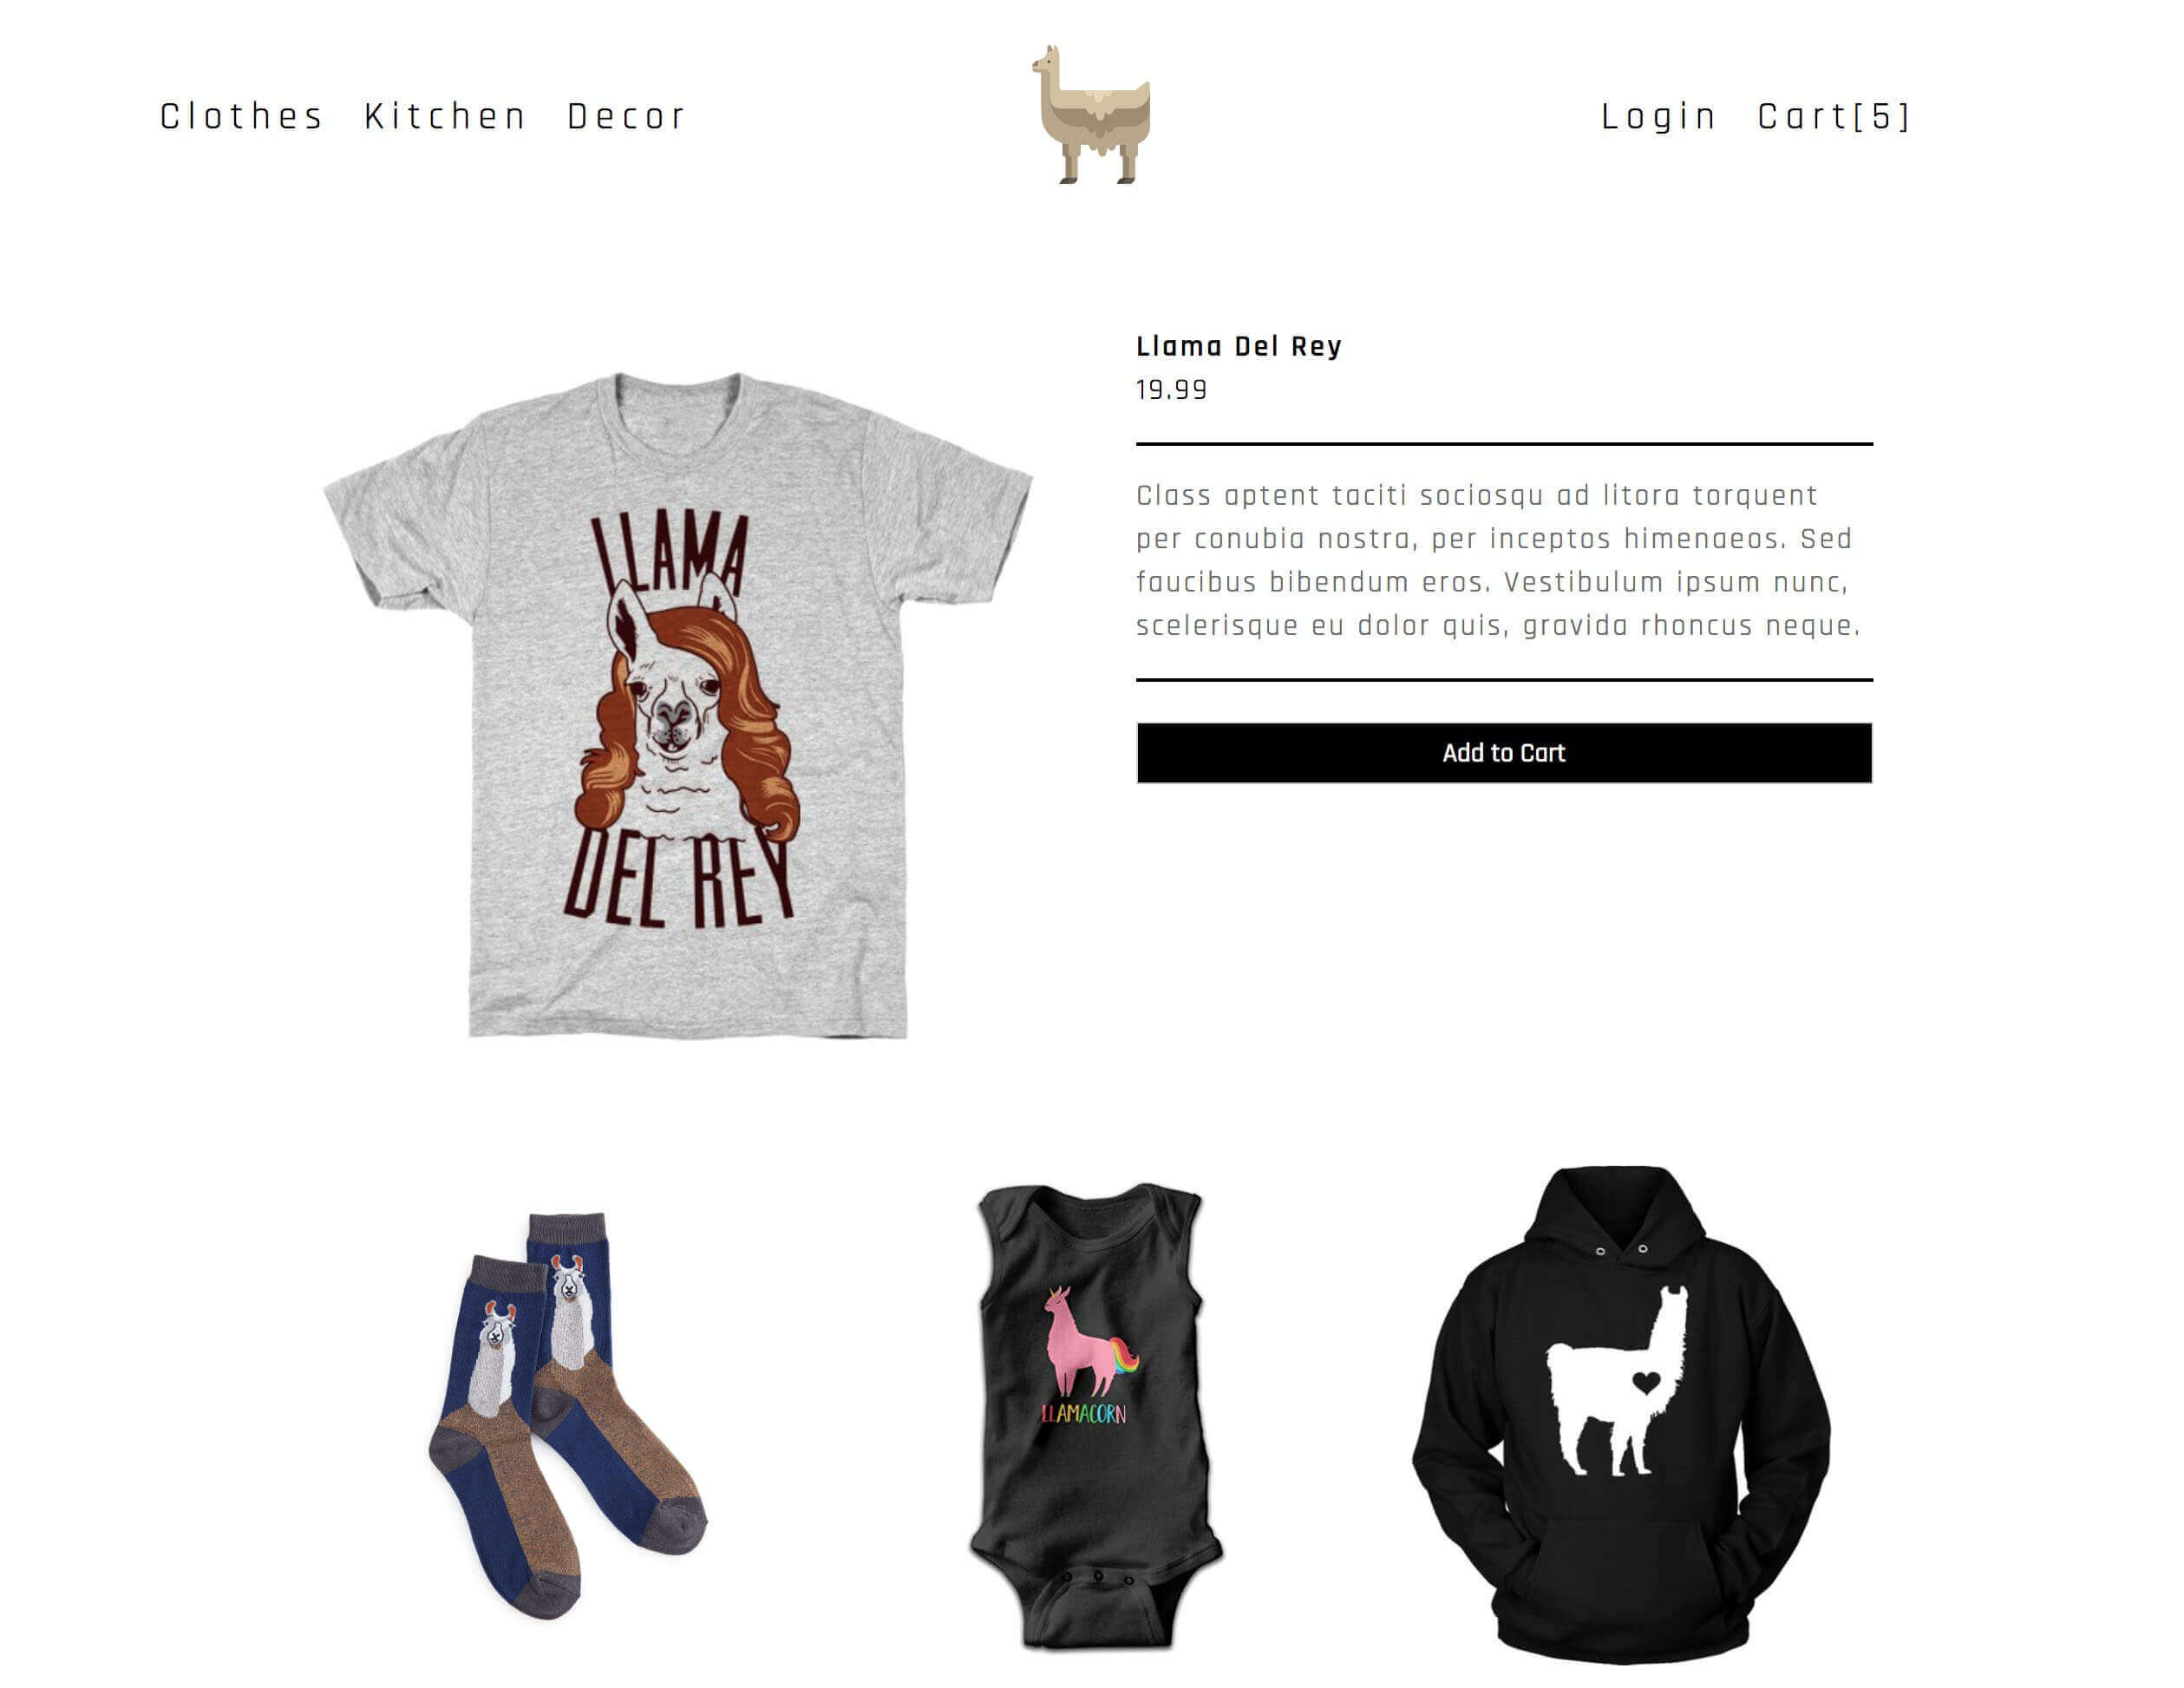 Clothes Kitchen Decor
Login Cart[5]
Llama Del Rey
19.99
Class aptent taciti sociosqu ad litora torquent
per conubia nostra, per inceptos himenaeos. Sed
faucibus bibendum eros. Vestibulum ipsum nunc,
scelerisque eu dolor quis, gravida rhoncus neque.
Add to Cart
LLAMA
DEL REY
LLAMACORN